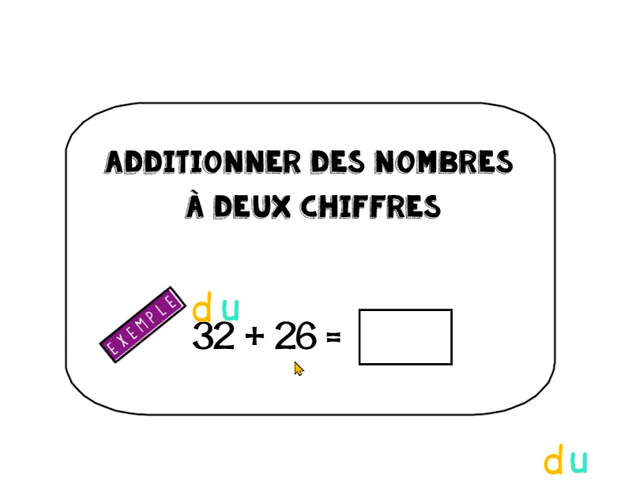 ADDITIONNER DES NOMBRES
À DEUX CHIFFRES
EXEMPLE
d u
32 + 26 =
d u